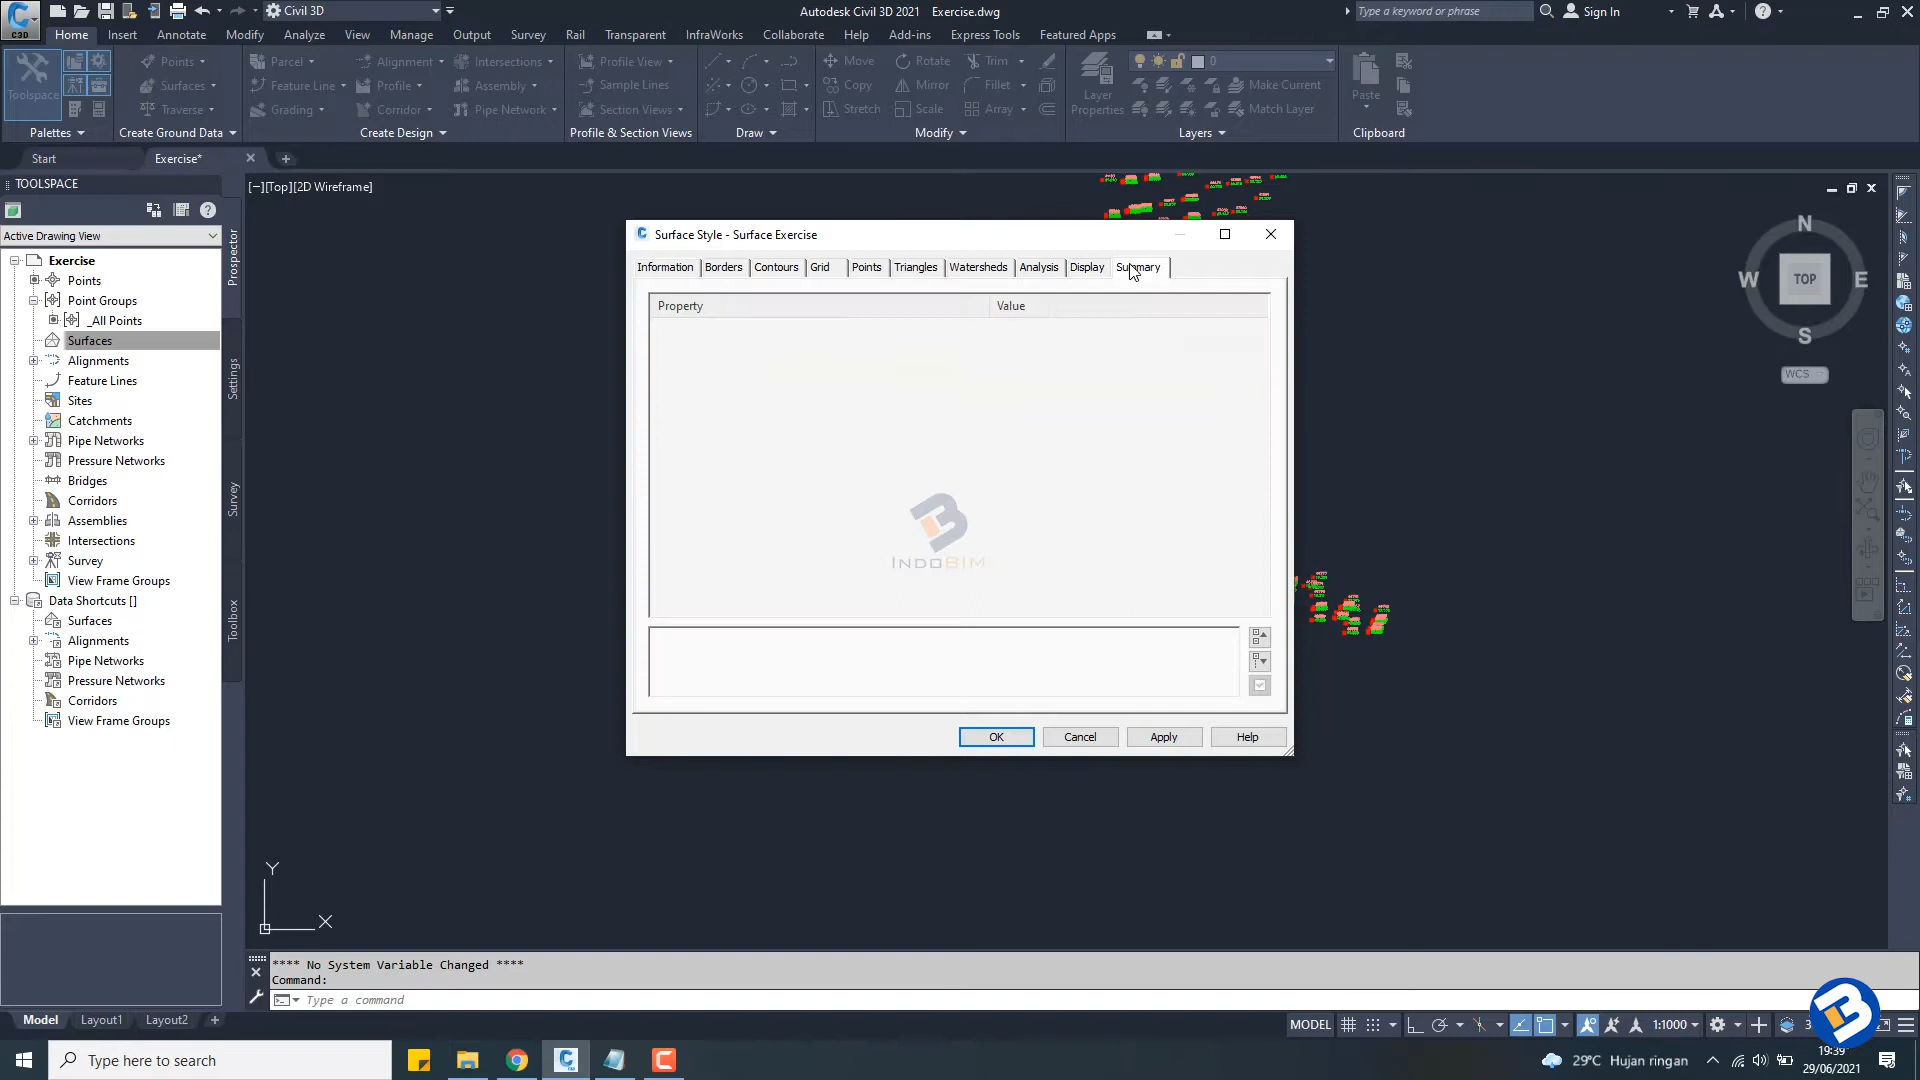 C3D
Civil 3D
Autodesk Civil 3D 2021 Exercise.dwg
Type a keyword or phrase
Sign In
Home Insert Annotate Modify Analyze View Manage Output Survey Rail Transparent InfraWorks Collaborate Help Add-ins Express Tools Featured Apps
Toolspace
Points
Surfaces
Traverse
Parcel
Feature Line
Grading
Alignment
Profile
Corridor
Intersections
Assembly
Pipe Network
Profile View
Sample Lines
Section Views
Move
Copy
Stretch
Rotate
Mirror
Scale
Trim
Fillet
Array
Layer
Properties
0
Make Current
Match Layer
Paste
Palettes Create Ground Data Create Design Profile & Section Views Draw Modify Layers Clipboard
Start Exercise*
TOOLSPACE
Active Drawing View
Exercise
Points
Point Groups
_All Points
Surfaces
Alignments
Feature Lines
Sites
Catchments
Pipe Networks
Pressure Networks
Bridges
Corridors
Assemblies
Intersections
Survey
View Frame Groups
Data Shortcuts []
Surfaces
Alignments
Pipe Networks
Pressure Networks
Corridors
View Frame Groups
Prospector
Settings
Survey
Toolbox
[−][Top][2D Wireframe]
N
W TOP E
S
WCS
Surface Style - Surface Exercise
Information Borders Contours Grid Points Triangles Watersheds Analysis Display Summary
Property Value
INDOBIM
OK Cancel Apply Help
Y
X
**** No System Variable Changed ****
Command:
Type a command
Model Layout1 Layout2 +
MODEL 1:1000
Type here to search
29°C Hujan ringan
19:39
29/06/2021